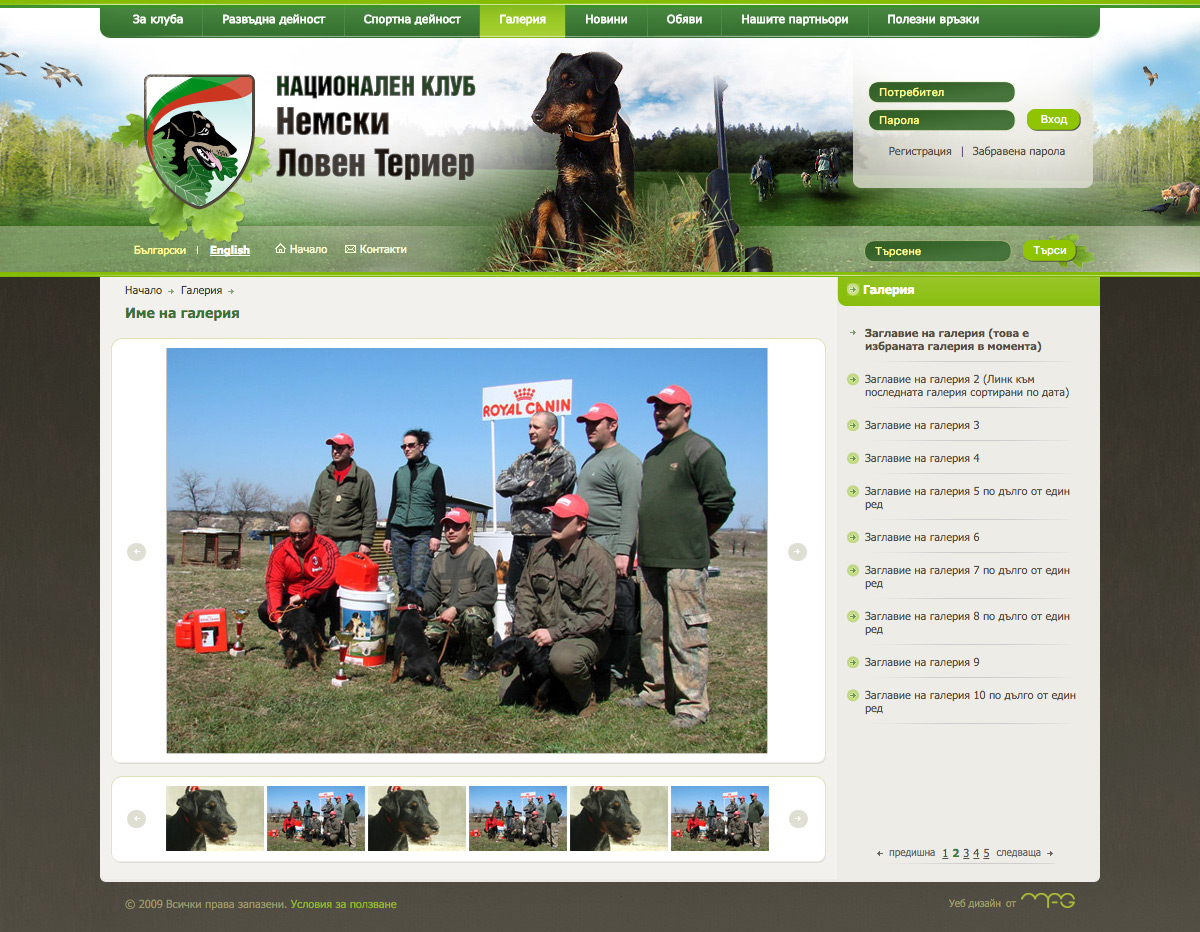 За клуба
Развъдна дейност
Спортна дейност
Галерия
Новини
Обяви
Нашите партньори
Полезни връзки
НАЦИОНАЛЕН КЛУБ
Немски
Ловен Териер
Потребител
Парола
Вход
Регистрация | Забравена парола
Български | English
Начало
Контакти
Търсене
Търси
Начало
Галерия
Име на галерия
ROYAL CANIN
Галерия
Заглавие на галерия (това е
избраната галерия в момента)
Заглавие на галерия 2 (Линк към
последната галерия сортирани по дата)
Заглавие на галерия 3
Заглавие на галерия 4
Заглавие на галерия 5 по дълго от един
ред
Заглавие на галерия 6
Заглавие на галерия 7 по дълго от един
ред
Заглавие на галерия 8 по дълго от един
ред
Заглавие на галерия 9
Заглавие на галерия 10 по дълго от един
ред
предишна 1 2 3 4 5 следваща
© 2009 Всички права запазени. Условия за ползване
Уеб дизайн от